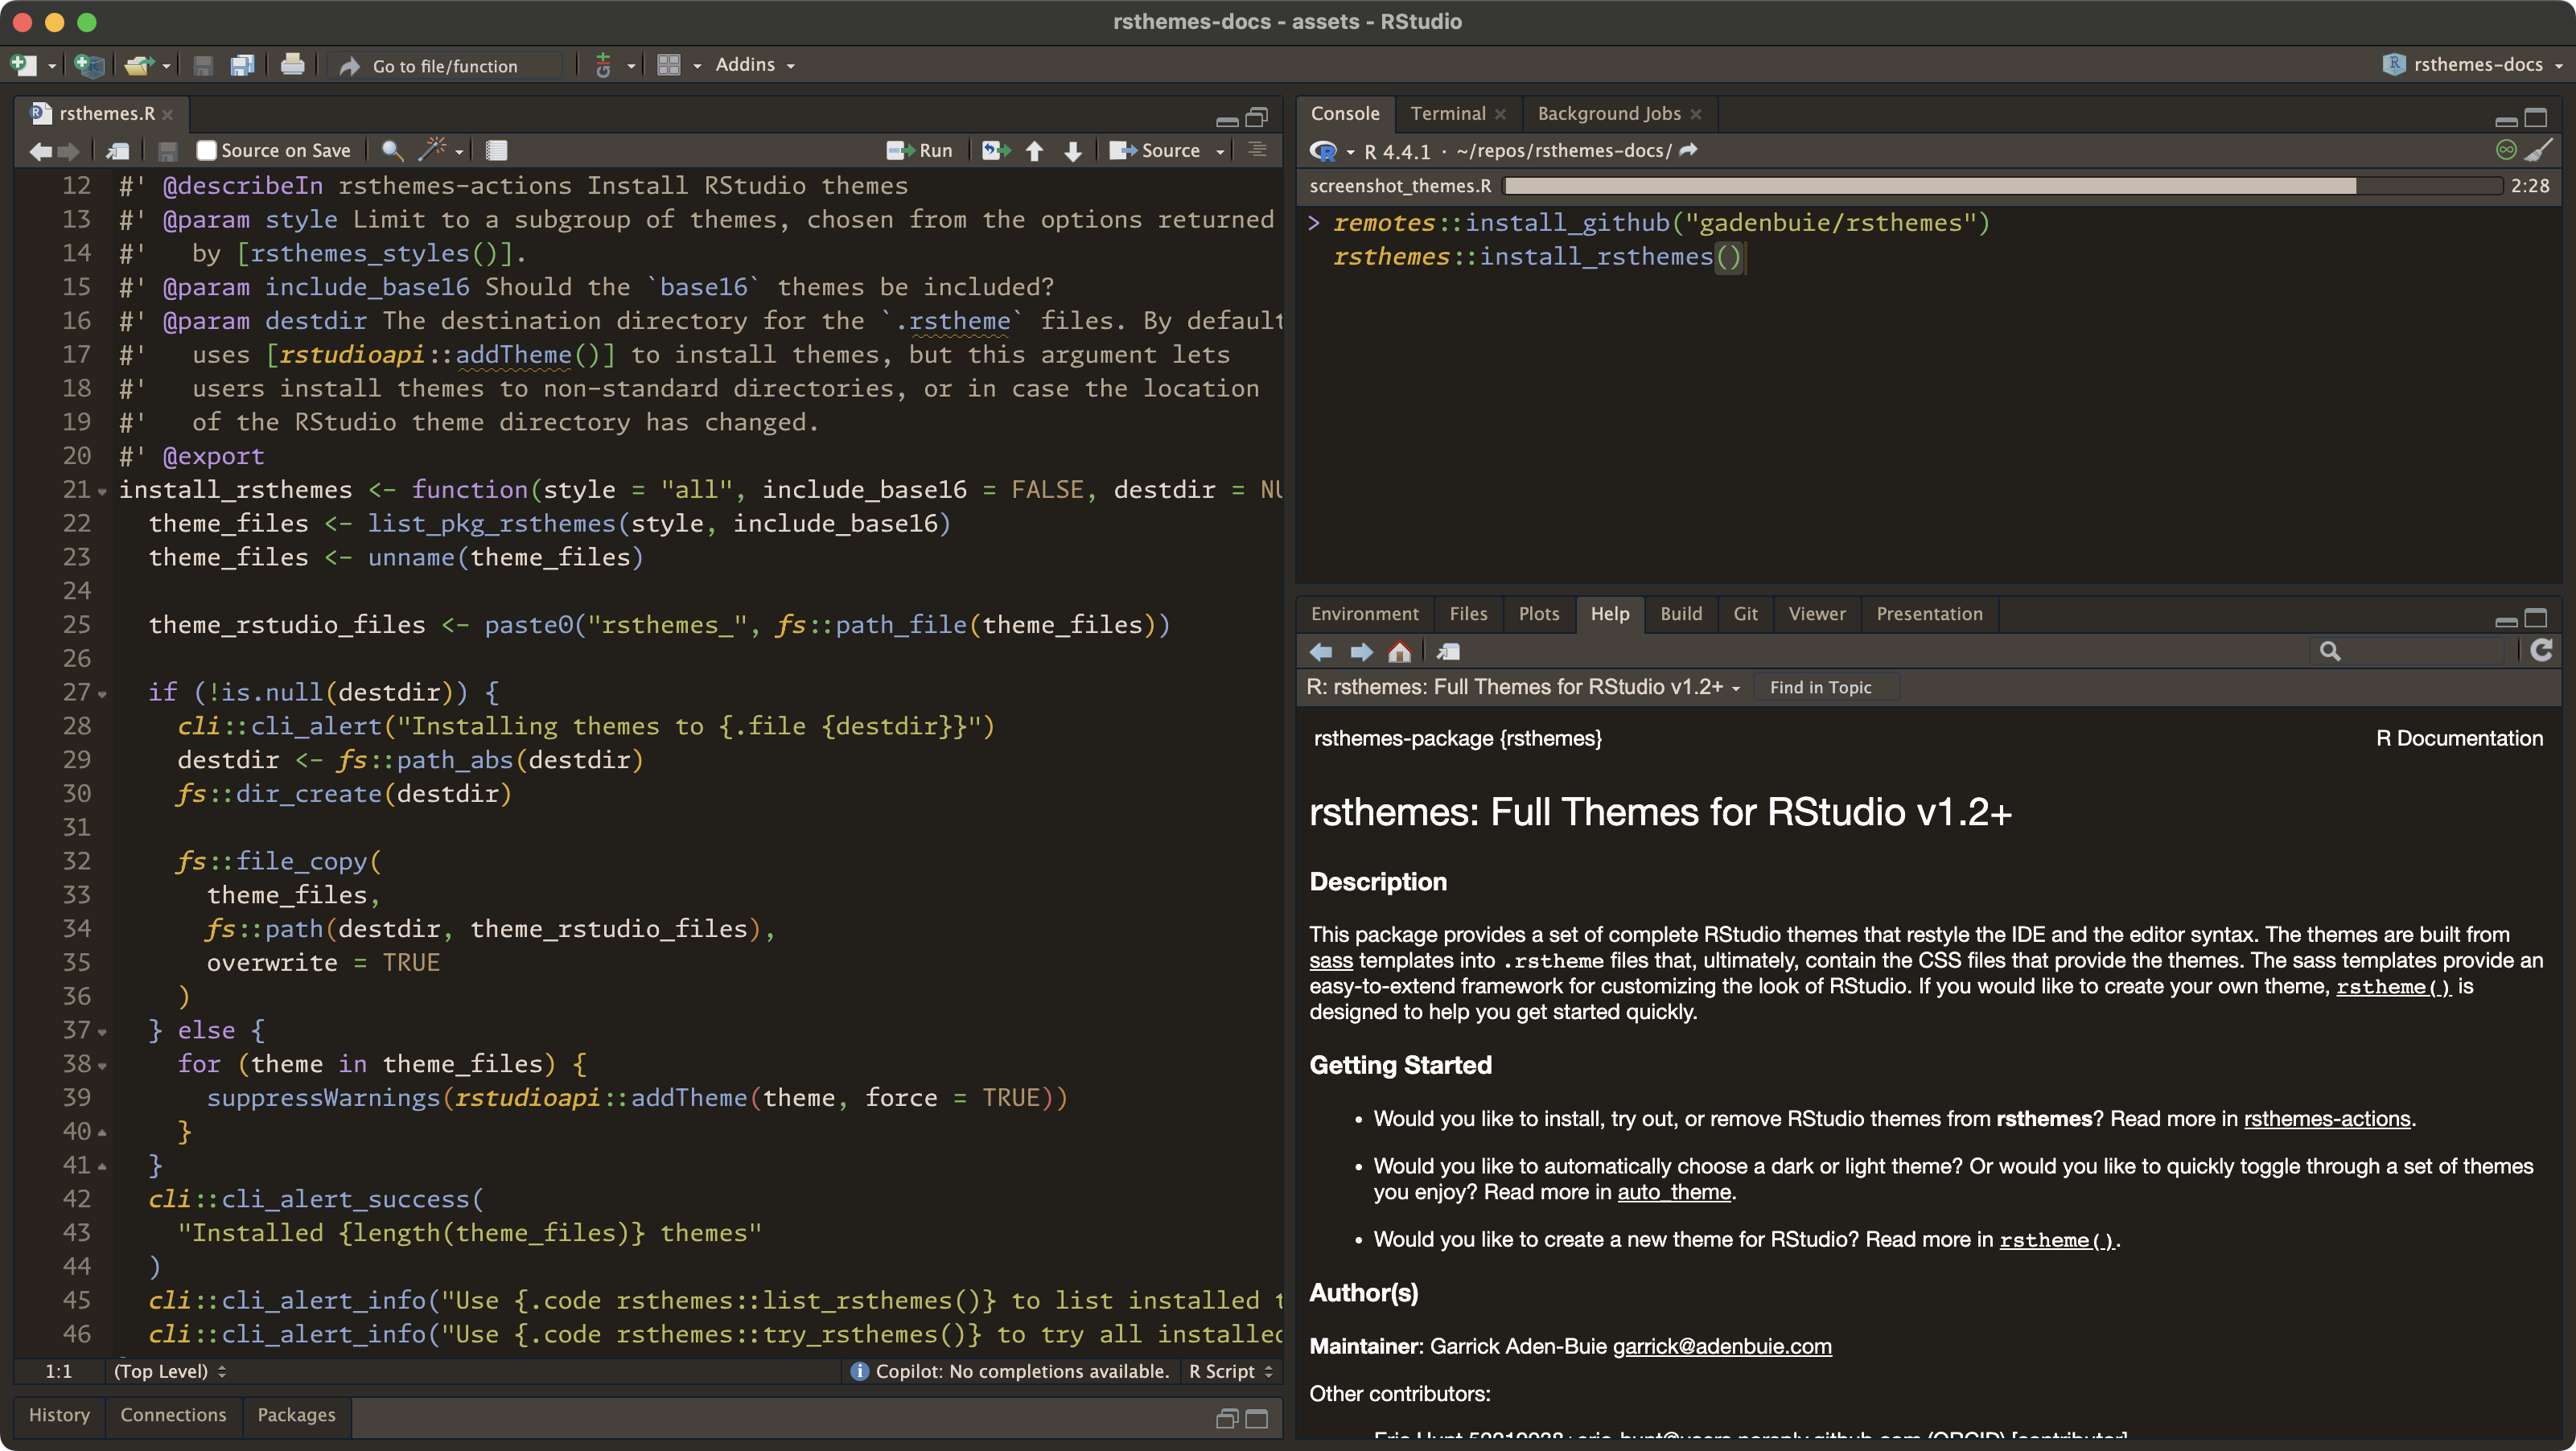 rsthemes-docs - assets - RStudio
Go to file/function
Addins
rsthemes-docs
rsthemes.R
Source on Save
Run
Source
12 #' @describeIn rsthemes-actions Install RStudio themes
13 #' @param style Limit to a subgroup of themes, chosen from the options returned
14 #'   by [rsthemes_styles()].
15 #' @param include_base16 Should the `base16` themes be included?
16 #' @param destdir The destination directory for the `.rstheme` files. By default
17 #'   uses [rstudioapi::addTheme()] to install themes, but this argument lets
18 #'   users install themes to non-standard directories, or in case the location
19 #'   of the RStudio theme directory has changed.
20 #' @export
21 install_rsthemes <- function(style = "all", include_base16 = FALSE, destdir = NU
22   theme_files <- list_pkg_rsthemes(style, include_base16)
23   theme_files <- unname(theme_files)
24
25   theme_rstudio_files <- paste0("rsthemes_", fs::path_file(theme_files))
26
27   if (!is.null(destdir)) {
28     cli::cli_alert("Installing themes to {.file {destdir}}")
29     destdir <- fs::path_abs(destdir)
30     fs::dir_create(destdir)
31
32     fs::file_copy(
33       theme_files,
34       fs::path(destdir, theme_rstudio_files),
35       overwrite = TRUE
36     )
37   } else {
38     for (theme in theme_files) {
39       suppressWarnings(rstudioapi::addTheme(theme, force = TRUE))
40     }
41   }
42   cli::cli_alert_success(
43     "Installed {length(theme_files)} themes"
44   )
45   cli::cli_alert_info("Use {.code rsthemes::list_rsthemes()} to list installed t
46   cli::cli_alert_info("Use {.code rsthemes::try_rsthemes()} to try all installed
1:1 (Top Level) Copilot: No completions available. R Script
History Connections Packages
Console Terminal Background Jobs
R 4.4.1 · ~/repos/rsthemes-docs/
screenshot_themes.R 2:28
> remotes::install_github("gadenbuie/rsthemes")
rsthemes::install_rsthemes()
Environment Files Plots Help Build Git Viewer Presentation
R: rsthemes: Full Themes for RStudio v1.2+ Find in Topic
rsthemes-package {rsthemes} R Documentation
rsthemes: Full Themes for RStudio v1.2+
Description
This package provides a set of complete RStudio themes that restyle the IDE and the editor syntax. The themes are built from
sass templates into .rstheme files that, ultimately, contain the CSS files that provide the themes. The sass templates provide an
easy-to-extend framework for customizing the look of RStudio. If you would like to create your own theme, rstheme() is
designed to help you get started quickly.
Getting Started
• Would you like to install, try out, or remove RStudio themes from rsthemes? Read more in rsthemes-actions.
• Would you like to automatically choose a dark or light theme? Or would you like to quickly toggle through a set of themes
you enjoy? Read more in auto_theme.
• Would you like to create a new theme for RStudio? Read more in rstheme().
Author(s)
Maintainer: Garrick Aden-Buie garrick@adenbuie.com
Other contributors: